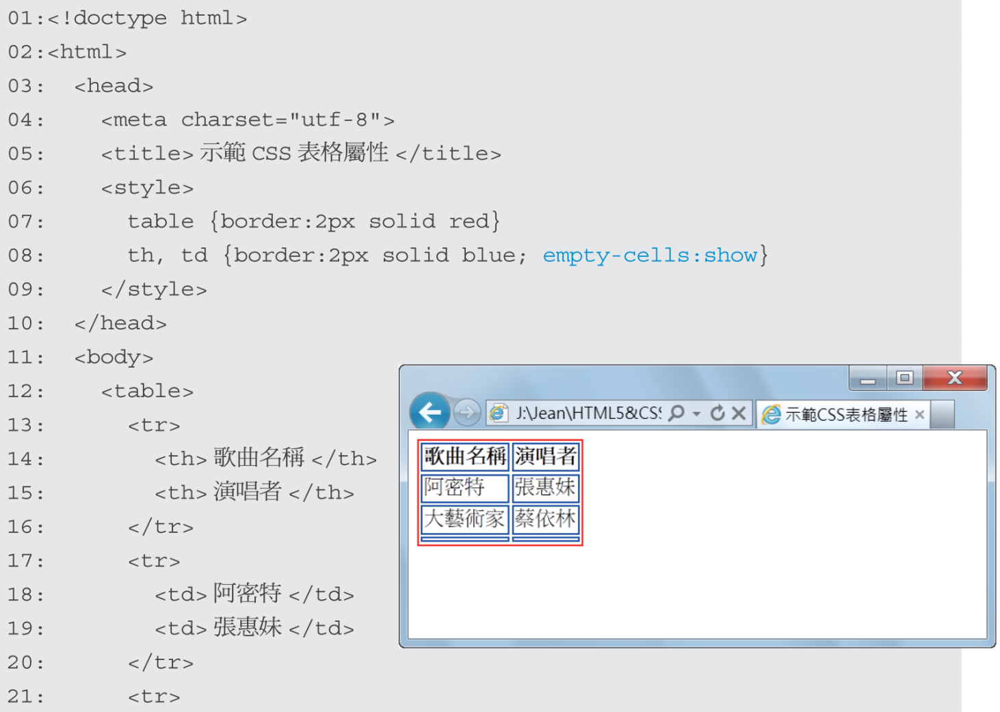 01:<!doctype html>
02:<html>
03:  <head>
04:    <meta charset="utf-8">
05:    <title>示範 CSS 表格屬性 </title>
06:    <style>
07:      table {border:2px solid red}
08:      th, td {border:2px solid blue; empty-cells:show}
09:    </style>
10:  </head>
11:  <body>
12:    <table>
13:      <tr>
14:        <th>歌曲名稱 </th>
15:        <th>演唱者 </th>
16:      </tr>
17:      <tr>
18:        <td>阿密特 </td>
19:        <td>張惠妹 </td>
20:      </tr>
21:      <tr>
J:\Jean\HTML5&CS 示範CSS表格屬性
歌曲名稱 演唱者
阿密特 張惠妹
大藝術家 蔡依林